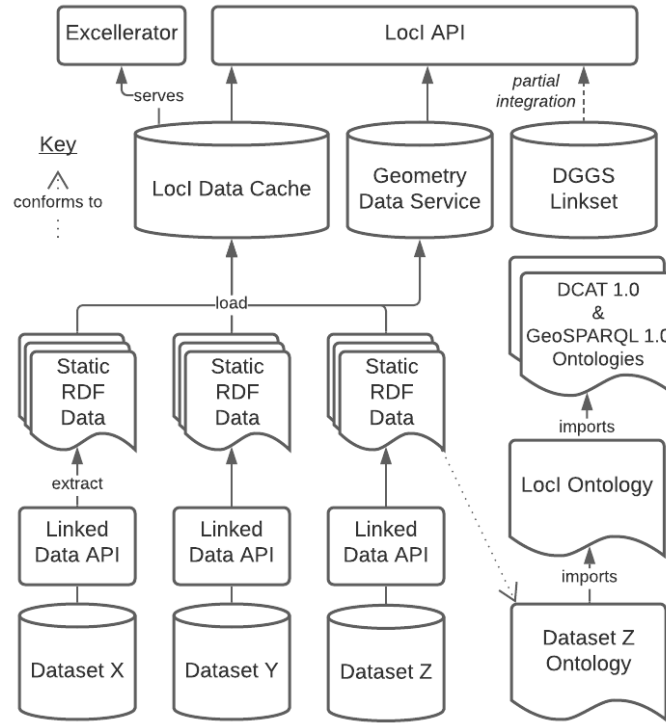 Excellerator
LocI API
serves
partial
integration
Key
conforms to
LocI Data Cache
Geometry
Data Service
DGGS
Linkset
load
DCAT 1.0
&
GeoSPARQL 1.0
Ontologies
Static
RDF
Data
Static
RDF
Data
Static
RDF
Data
imports
extract
LocI Ontology
Linked
Data API
Linked
Data API
Linked
Data API
imports
Dataset X
Dataset Y
Dataset Z
Dataset Z
Ontology